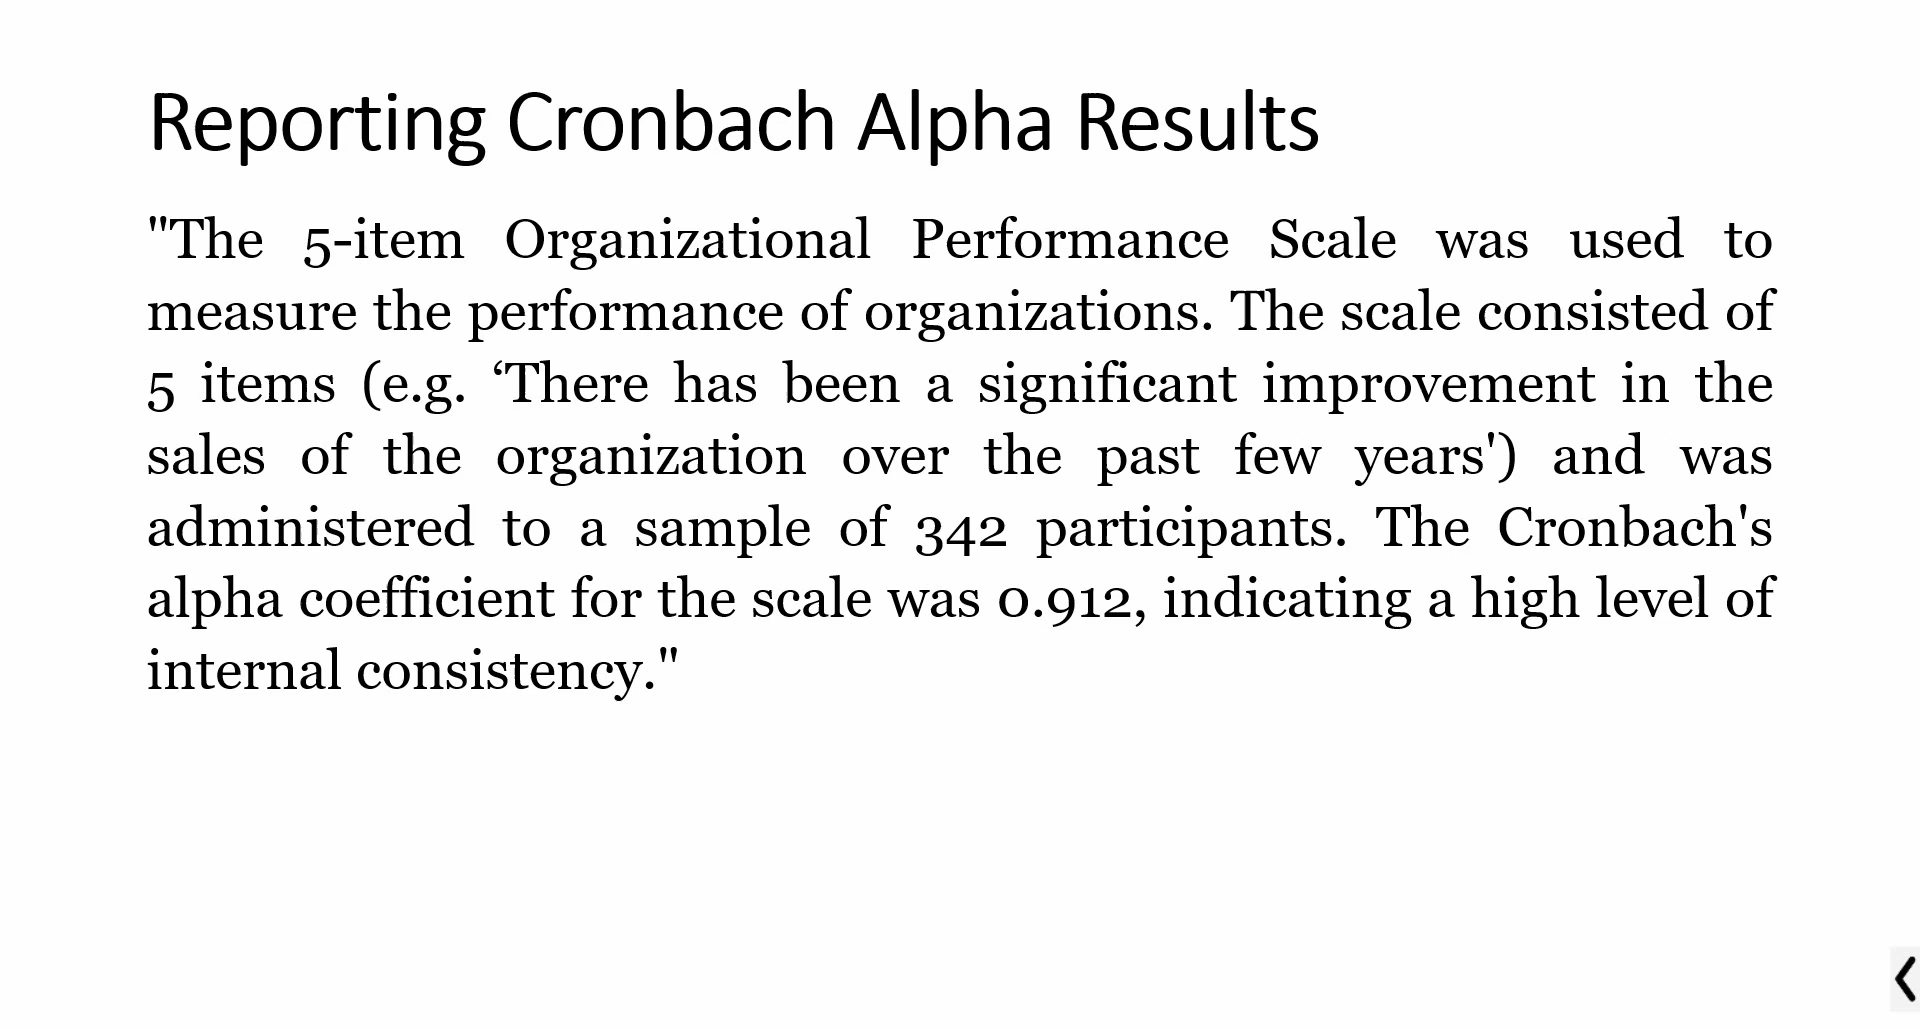 Reporting Cronbach Alpha Results
"The 5-item Organizational Performance Scale was used to
measure the performance of organizations. The scale consisted of
5 items (e.g. ‘There has been a significant improvement in the
sales of the organization over the past few years') and was
administered to a sample of 342 participants. The Cronbach's
alpha coefficient for the scale was 0.912, indicating a high level of
internal consistency."